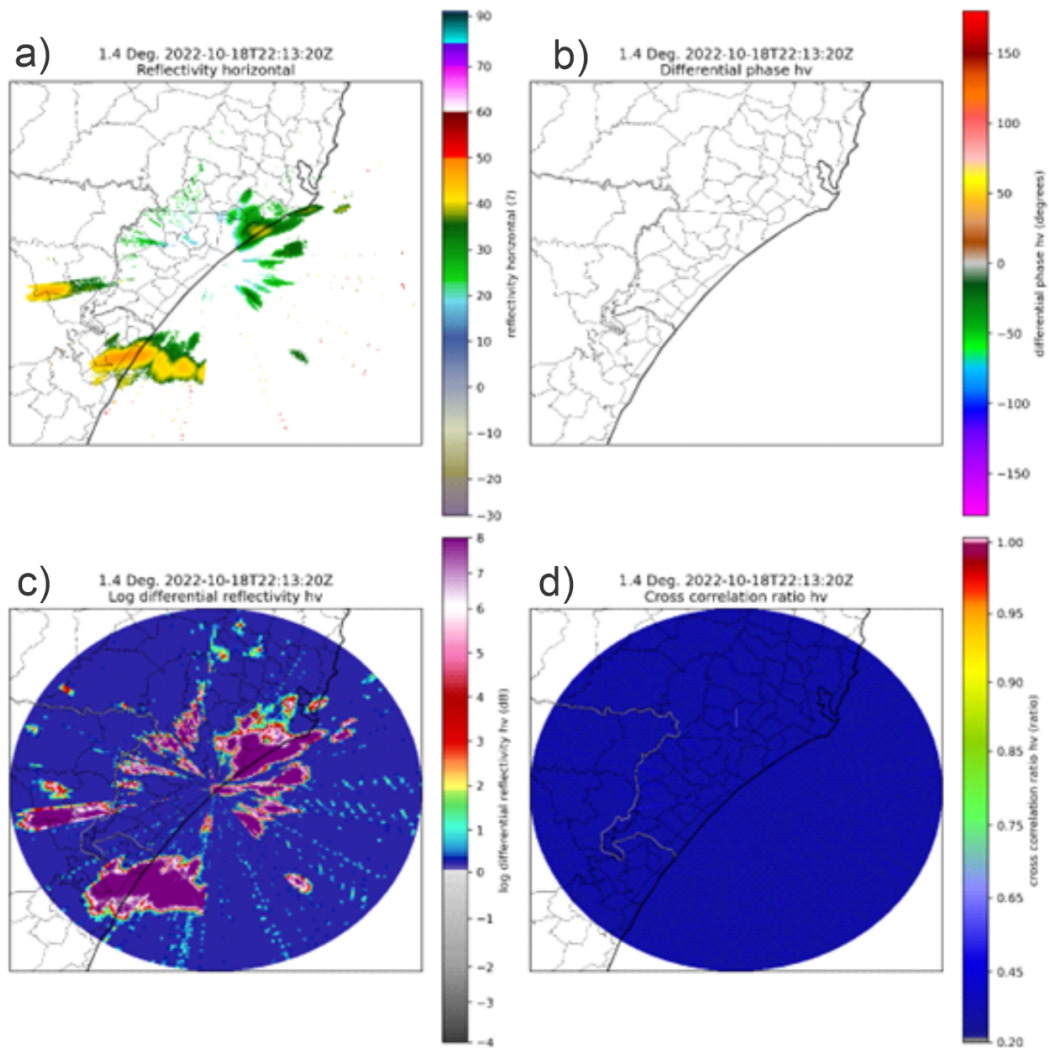 a)
1.4 Deg. 2022-10-18T22:13:20Z
Reflectivity horizontal
90
70
60
50
40
30
20
10
0
−10
−20
−30
reflectivity horizontal (?)
b)
1.4 Deg. 2022-10-18T22:13:20Z
Differential phase hv
150
100
50
0
−50
−100
−150
differential phase hv (degrees)
c)
1.4 Deg. 2022-10-18T22:13:20Z
Log differential reflectivity hv
8
7
6
5
4
3
2
1
0
−1
−2
−3
−4
log differential reflectivity hv (dB)
d)
1.4 Deg. 2022-10-18T22:13:20Z
Cross correlation ratio hv
1.00
0.95
0.90
0.85
0.75
0.65
0.45
0.20
cross correlation ratio hv (ratio)